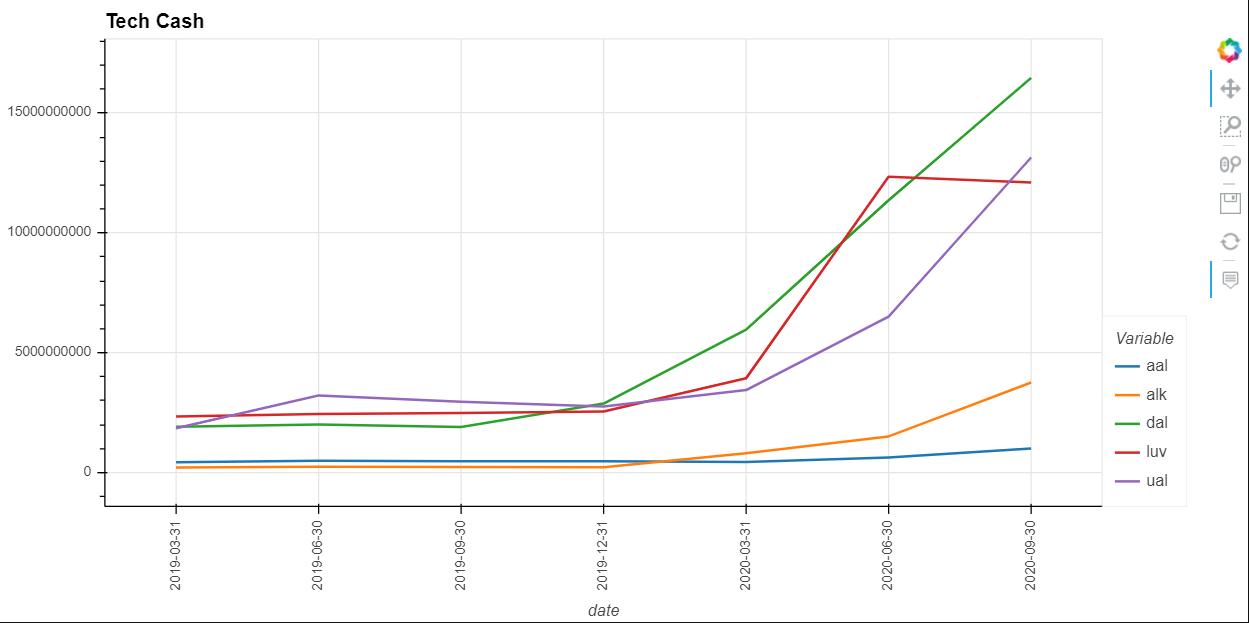 Tech Cash
15000000000
10000000000
5000000000
0
2019-03-31
2019-06-30
2019-09-30
2019-12-31
2020-03-31
2020-06-30
2020-09-30
date
Variable
aal
alk
dal
luv
ual